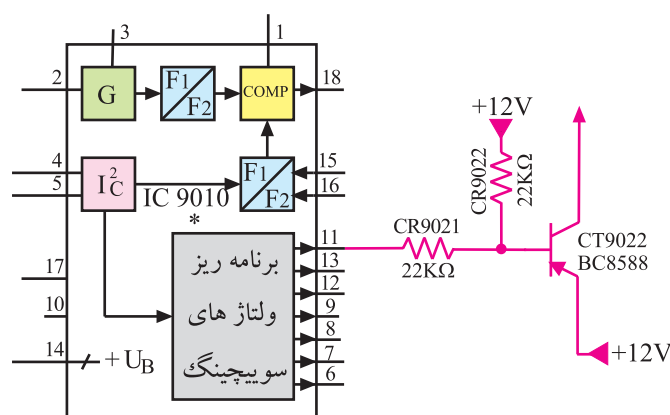 3
1
2
G
F1
F2
COMP
18
+12V
4
5
I²C
IC 9010
*
F1
F2
15
16
CR9022
22KΩ
11
CR9021
22KΩ
CT9022
BC8588
برنامه ریز
ولتاژ های
سوییچینگ
13
12
9
8
7
6
17
10
14
+UB
+12V